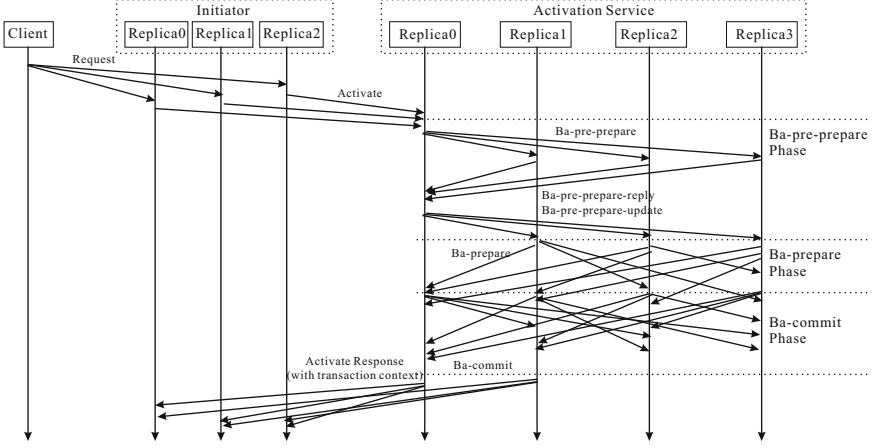 Initiator
Activation Service
Client
Replica0
Replica1
Replica2
Replica0
Replica1
Replica2
Replica3
Request
Activate
Ba-pre-prepare
Ba-pre-prepare
Phase
Ba-pre-prepare-reply
Ba-pre-prepare-update
Ba-prepare
Ba-prepare
Phase
Ba-commit
Phase
Activate Response
(with transaction context)
Ba-commit